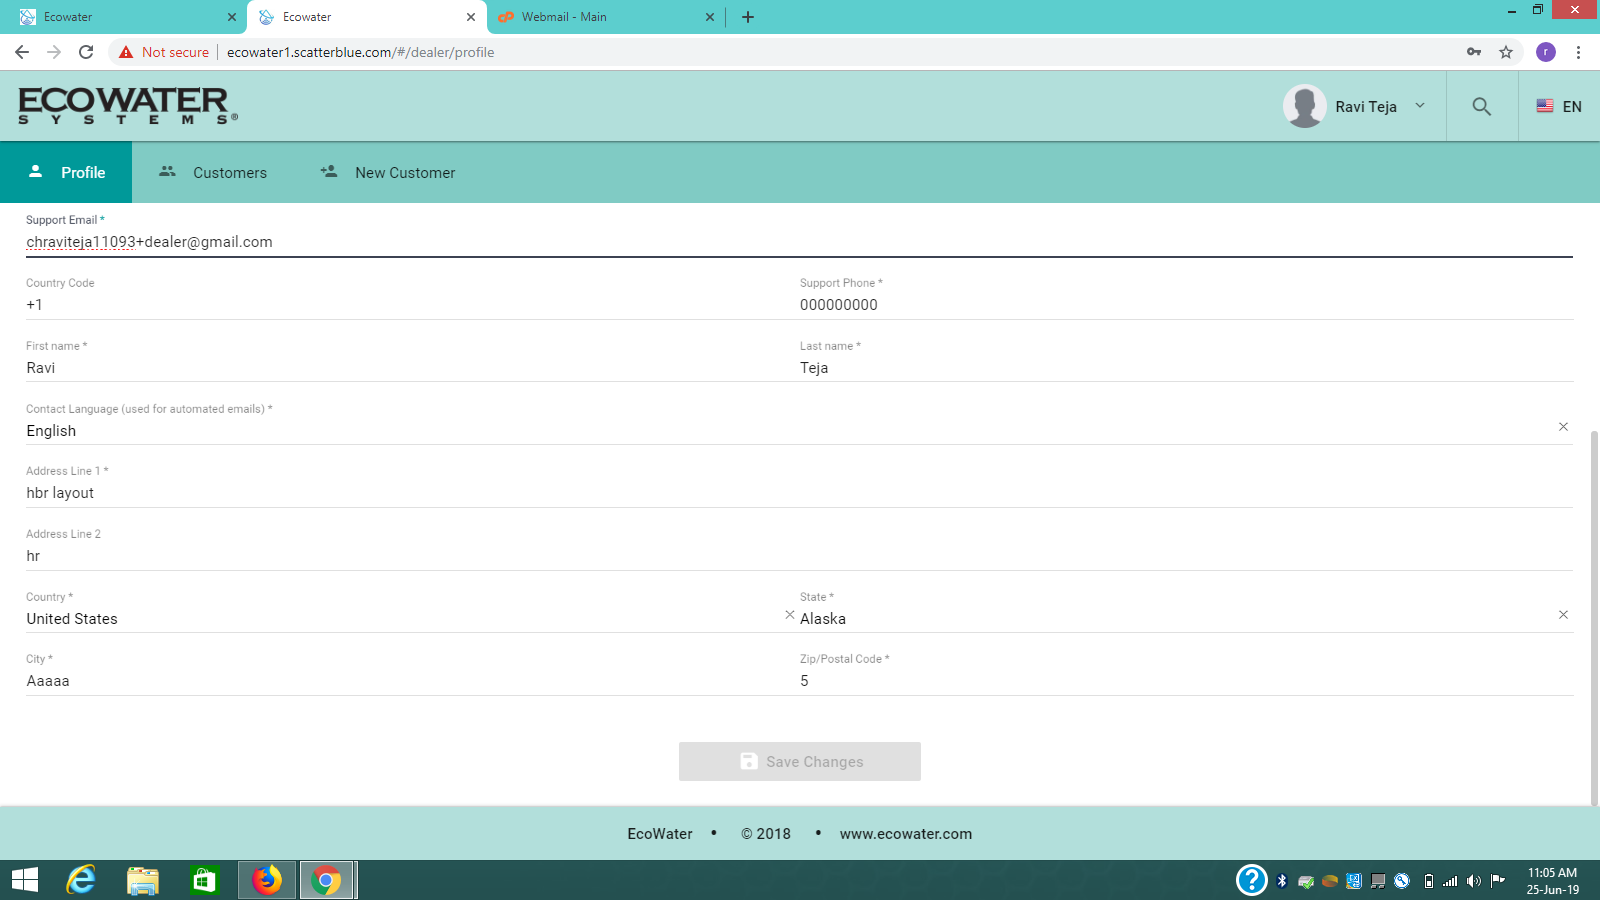 Ecowater
Ecowater
Webmail - Main
Not secure
ecowater1.scatterblue.com/#/dealer/profile
r
ECOWATER
SYSTEMS®
Ravi Teja
EN
Profile
Customers
New Customer
Support Email *
chraviteja11093+dealer@gmail.com
Country Code
Support Phone *
+1
000000000
First name *
Last name *
Ravi
Teja
Contact Language (used for automated emails) *
English
Address Line 1 *
hbr layout
Address Line 2
hr
Country *
State *
United States
Alaska
City *
Zip/Postal Code *
Aaaaa
5
Save Changes
EcoWater • © 2018 • www.ecowater.com
11:05 AM
25-Jun-19